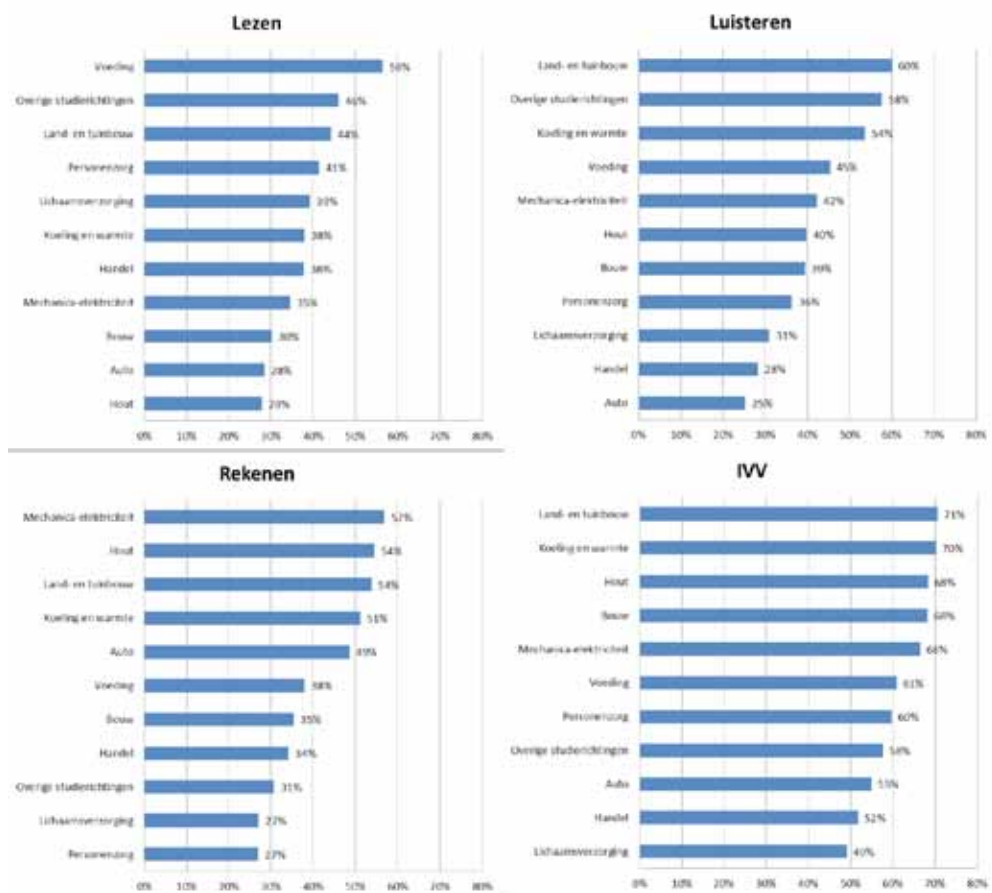 Lezen
Voeding 56%
Overige studierichtingen 46%
Land- en tuinbouw 44%
Personenzorg 41%
Lichaamsverzorging 39%
Koeling en warmte 38%
Handel 38%
Mechanica-elektriciteit 35%
Bouw 30%
Auto 28%
Hout 28%
0% 10% 20% 30% 40% 50% 60% 70% 80%
Luisteren
Land- en tuinbouw 60%
Overige studierichtingen 58%
Koeling en warmte 54%
Voeding 45%
Mechanica-elektriciteit 42%
Hout 40%
Bouw 39%
Personenzorg 36%
Lichaamsverzorging 31%
Handel 28%
Auto 25%
0% 10% 20% 30% 40% 50% 60% 70% 80%
Rekenen
Mechanica-elektriciteit 57%
Hout 54%
Land- en tuinbouw 54%
Koeling en warmte 51%
Auto 49%
Voeding 38%
Bouw 35%
Handel 34%
Overige studierichtingen 31%
Lichaamsverzorging 27%
Personenzorg 27%
0% 10% 20% 30% 40% 50% 60% 70% 80%
IVV
Land- en tuinbouw 71%
Koeling en warmte 70%
Hout 68%
Bouw 68%
Mechanica-elektriciteit 66%
Voeding 61%
Personenzorg 60%
Overige studierichtingen 58%
Auto 55%
Handel 52%
Lichaamsverzorging 49%
0% 10% 20% 30% 40% 50% 60% 70% 80%